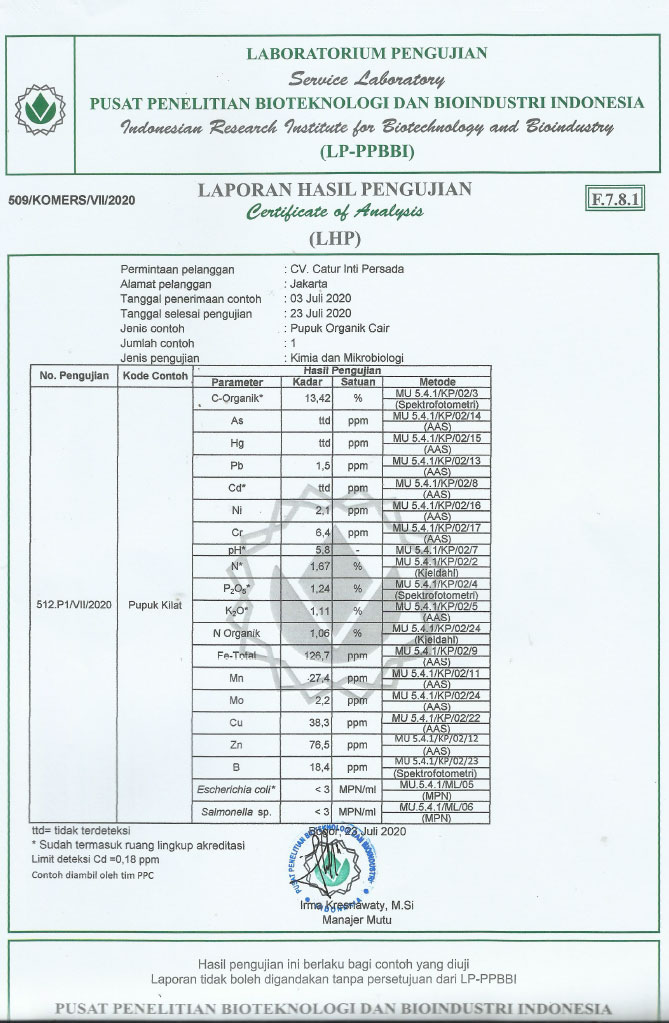 LABORATORIUM PENGUJIAN
Service Laboratory
PUSAT PENELITIAN BIOTEKNOLOGI DAN BIOINDUSTRI INDONESIA
Indonesian Research Institute for Biotechnology and Bioindustry
(LP-PPBBI)
509/KOMERS/VII/2020
LAPORAN HASIL PENGUJIAN
F.7.8.1
Certificate of Analysis
(LHP)
Permintaan pelanggan : CV. Catur Inti Persada
Alamat pelanggan : Jakarta
Tanggal penerimaan contoh : 03 Juli 2020
Tanggal selesai pengujian : 23 Juli 2020
Jenis contoh : Pupuk Organik Cair
Jumlah contoh : 1
Jenis pengujian : Kimia dan Mikrobiologi
No. Pengujian Kode Contoh Hasil Pengujian
Parameter Kadar Satuan Metode
512.P1/VII/2020 Pupuk Kilat
C-Organik* 13,42 % MU 5.4.1/KP/02/3
(Spektrofotometri)
As ttd ppm MU 5.4.1/KP/02/14
(AAS)
Hg ttd ppm MU 5.4.1/KP/02/15
(AAS)
Pb 1,5 ppm MU 5.4.1/KP/02/13
(AAS)
Cd* ttd ppm MU 5.4.1/KP/02/8
(AAS)
Ni 2,1 ppm MU 5.4.1/KP/02/16
(AAS)
Cr 6,4 ppm MU 5.4.1/KP/02/17
(AAS)
pH* 5,8 - MU 5.4.1/KP/02/7
N* 1,67 % MU 5.4.1/KP/02/2
(Kjeldahl)
P₂O₅* 1,24 % MU 5.4.1/KP/02/4
(Spektrofotometri)
K₂O* 1,11 % MU 5.4.1/KP/02/5
(AAS)
N Organik 1,06 % MU 5.4.1/KP/02/24
(Kjeldahl)
Fe-Total 126,7 ppm MU 5.4.1/KP/02/9
(AAS)
Mn 27,4 ppm MU 5.4.1/KP/02/11
(AAS)
Mo 2,2 ppm MU 5.4.1/KP/02/24
(AAS)
Cu 38,3 ppm MU 5.4.1/KP/02/22
(AAS)
Zn 76,5 ppm MU 5.4.1/KP/02/12
(AAS)
B 18,4 ppm MU 5.4.1/KP/02/23
(Spektrofotometri)
Escherichia coli* < 3 MPN/ml MU.5.4.1/ML/05
(MPN)
Salmonella sp. < 3 MPN/ml MU.5.4.1/ML/06
(MPN)
ttd= tidak terdeteksi
Bogor, 23 Juli 2020
* Sudah termasuk ruang lingkup akreditasi
Limit deteksi Cd =0,18 ppm
Contoh diambil oleh tim PPC
PUSAT PENELITIAN BIOTEKNOLOGI DAN BIOINDUSTRI
INDONESIA
Irma Kresnawaty, M.Si
Manajer Mutu
Hasil pengujian ini berlaku bagi contoh yang diuji
Laporan tidak boleh digandakan tanpa persetujuan dari LP-PPBBI
PUSAT PENELITIAN BIOTEKNOLOGI DAN BIOINDUSTRI INDONESIA